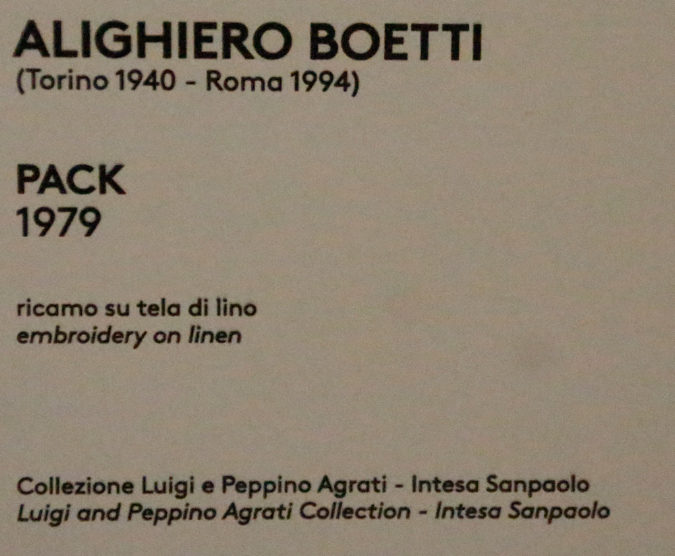 ALIGHIERO BOETTI
(Torino 1940 - Roma 1994)
PACK
1979
ricamo su tela di lino
embroidery on linen
Collezione Luigi e Peppino Agrati - Intesa Sanpaolo
Luigi and Peppino Agrati Collection - Intesa Sanpaolo